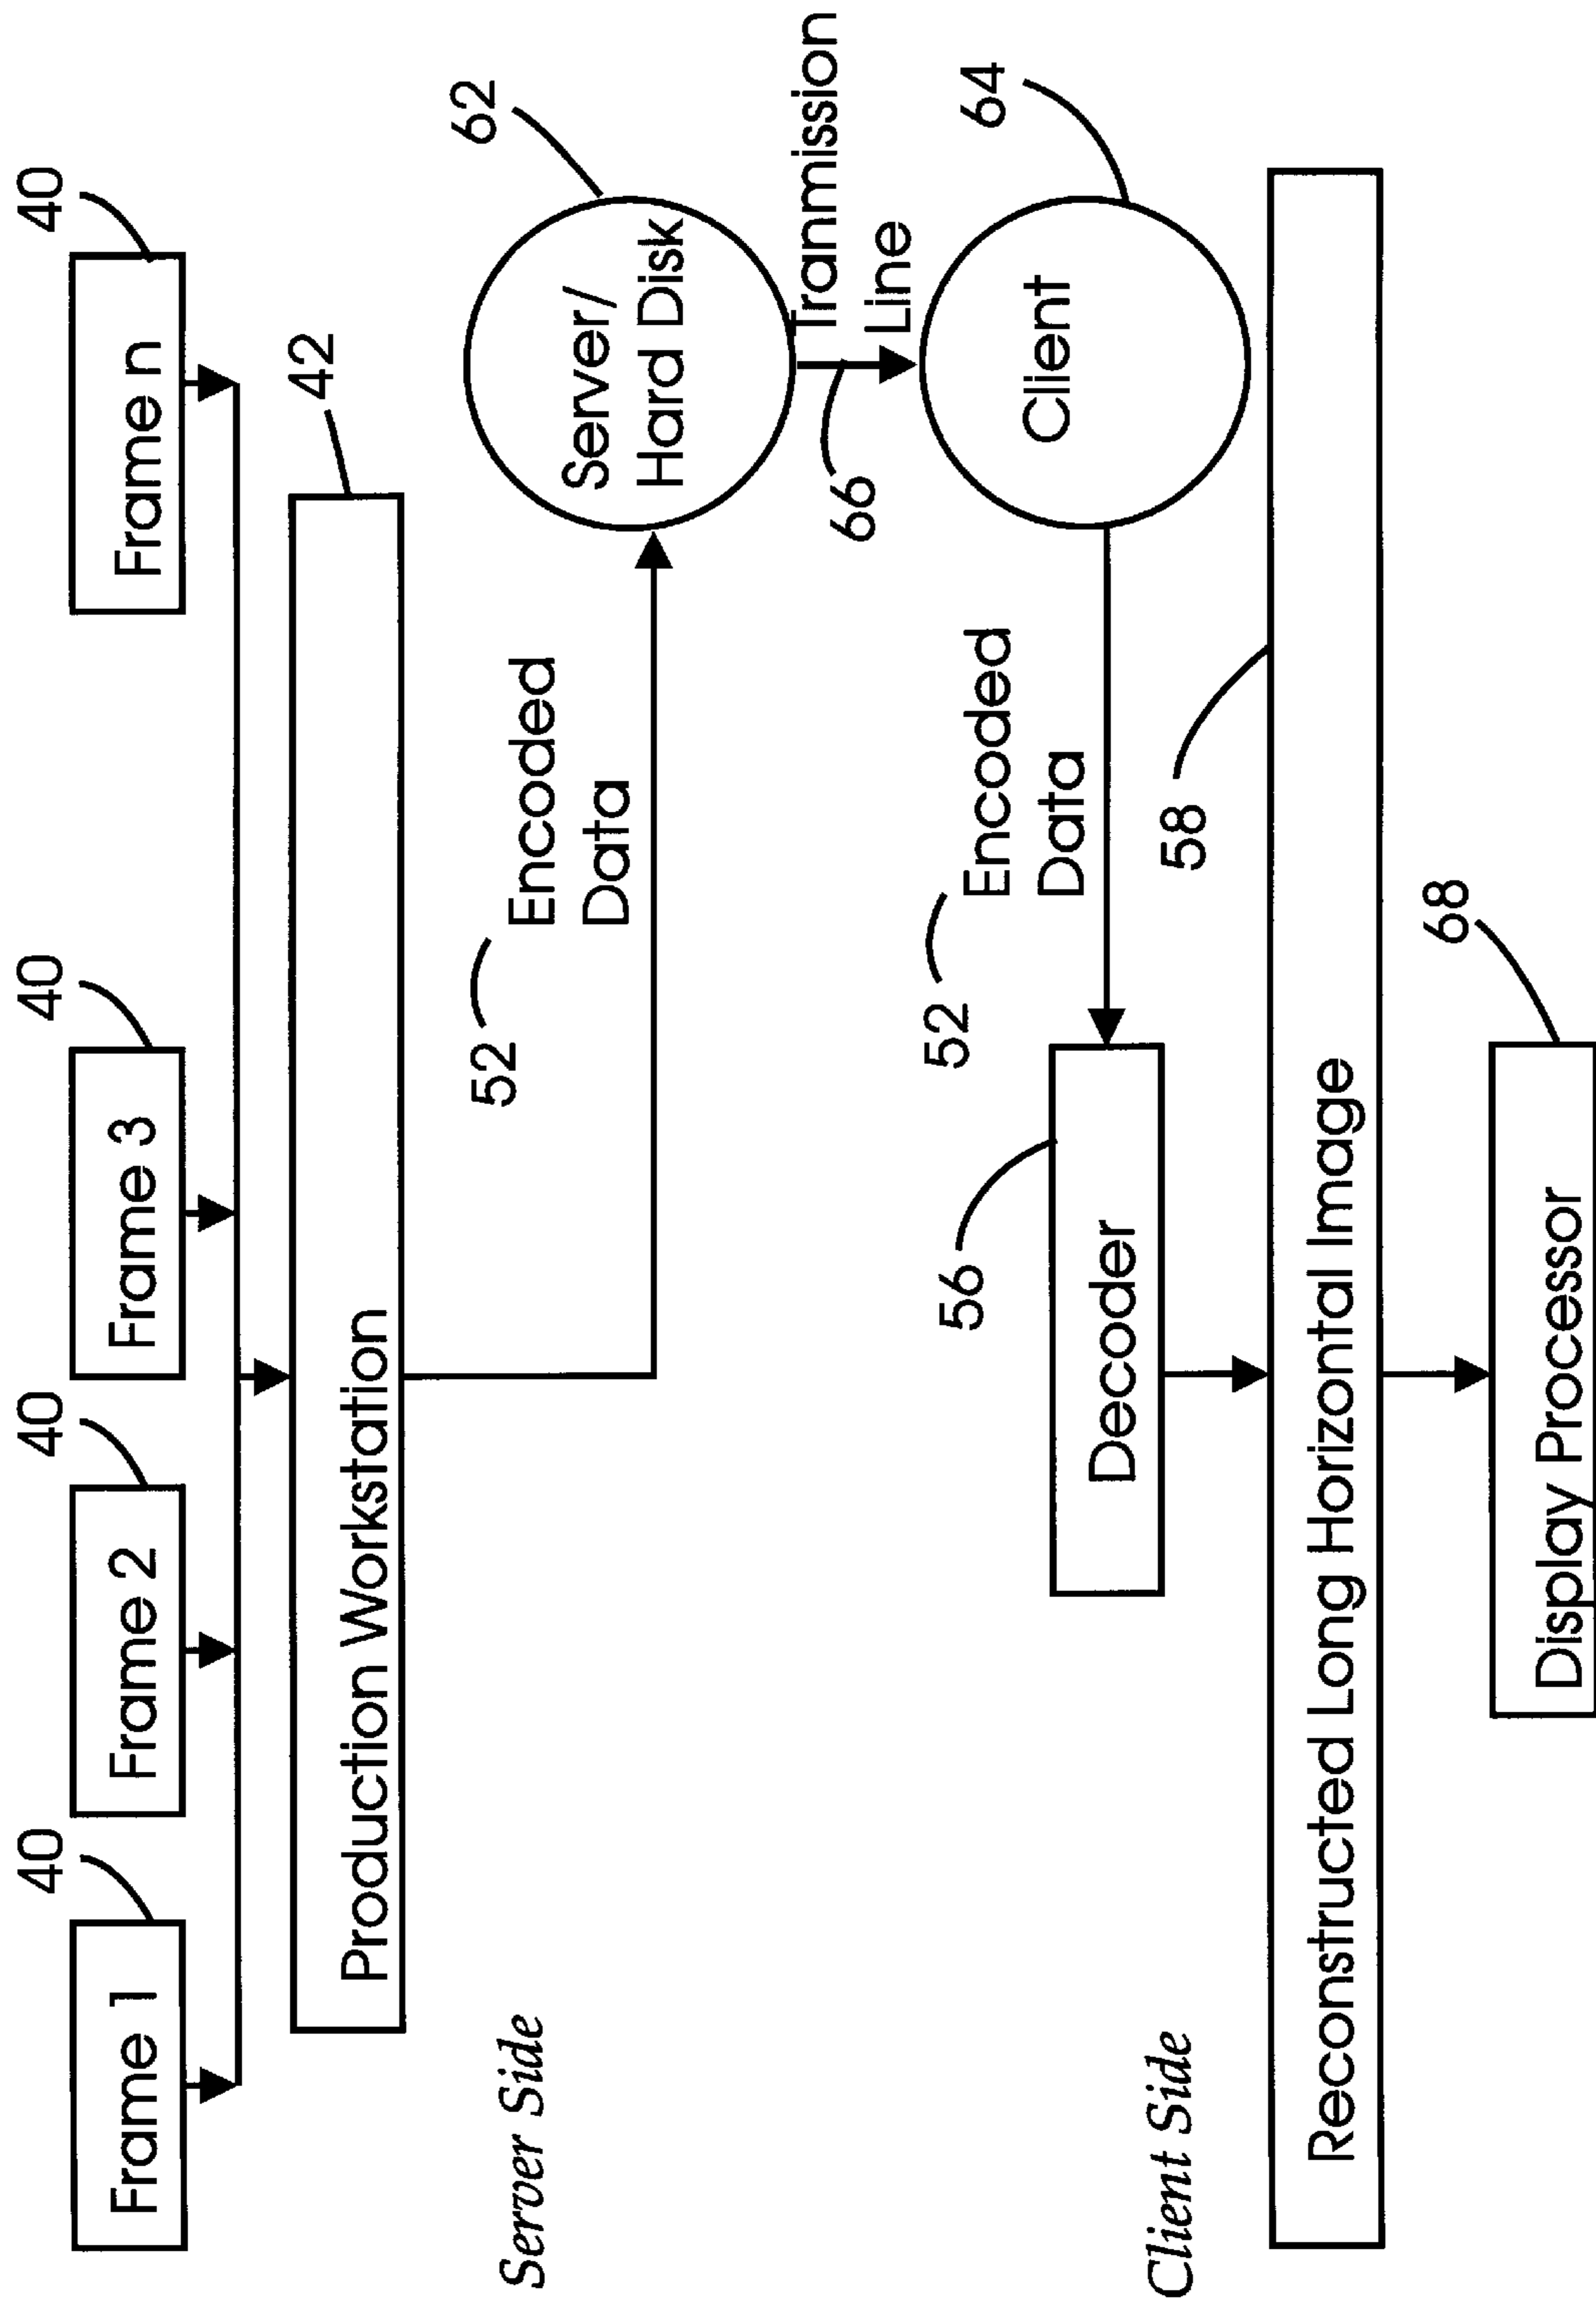 40
40
40
40
Frame 1
Frame 2
Frame 3
Frame n
42
Production Workstation
62
Server Side
52
Encoded
Data
Server/
Hard Disk
66
Tranmission
Line
64
56
52
Encoded
Data
Client
Decoder
Client Side
58
Reconstructed Long Horizontal Image
68
Display Processor